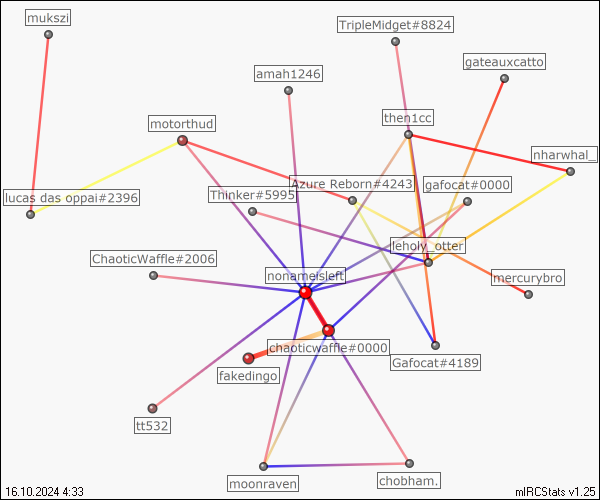 mukszi
TripleMidget#8824
gateauxcatto
amah1246
then1cc
motorthud
nharwhal_
Azure Reborn#4243
gafocat#0000
lucas das oppai#2396
Thinker#5995
leholy_otter
ChaoticWaffle#2006
nonameisleft
mercurybro
chaoticwaffle#0000
Gafocat#4189
fakedingo
tt532
moonraven
chobham.
16.10.2024 4:33
mIRCStats v1.25